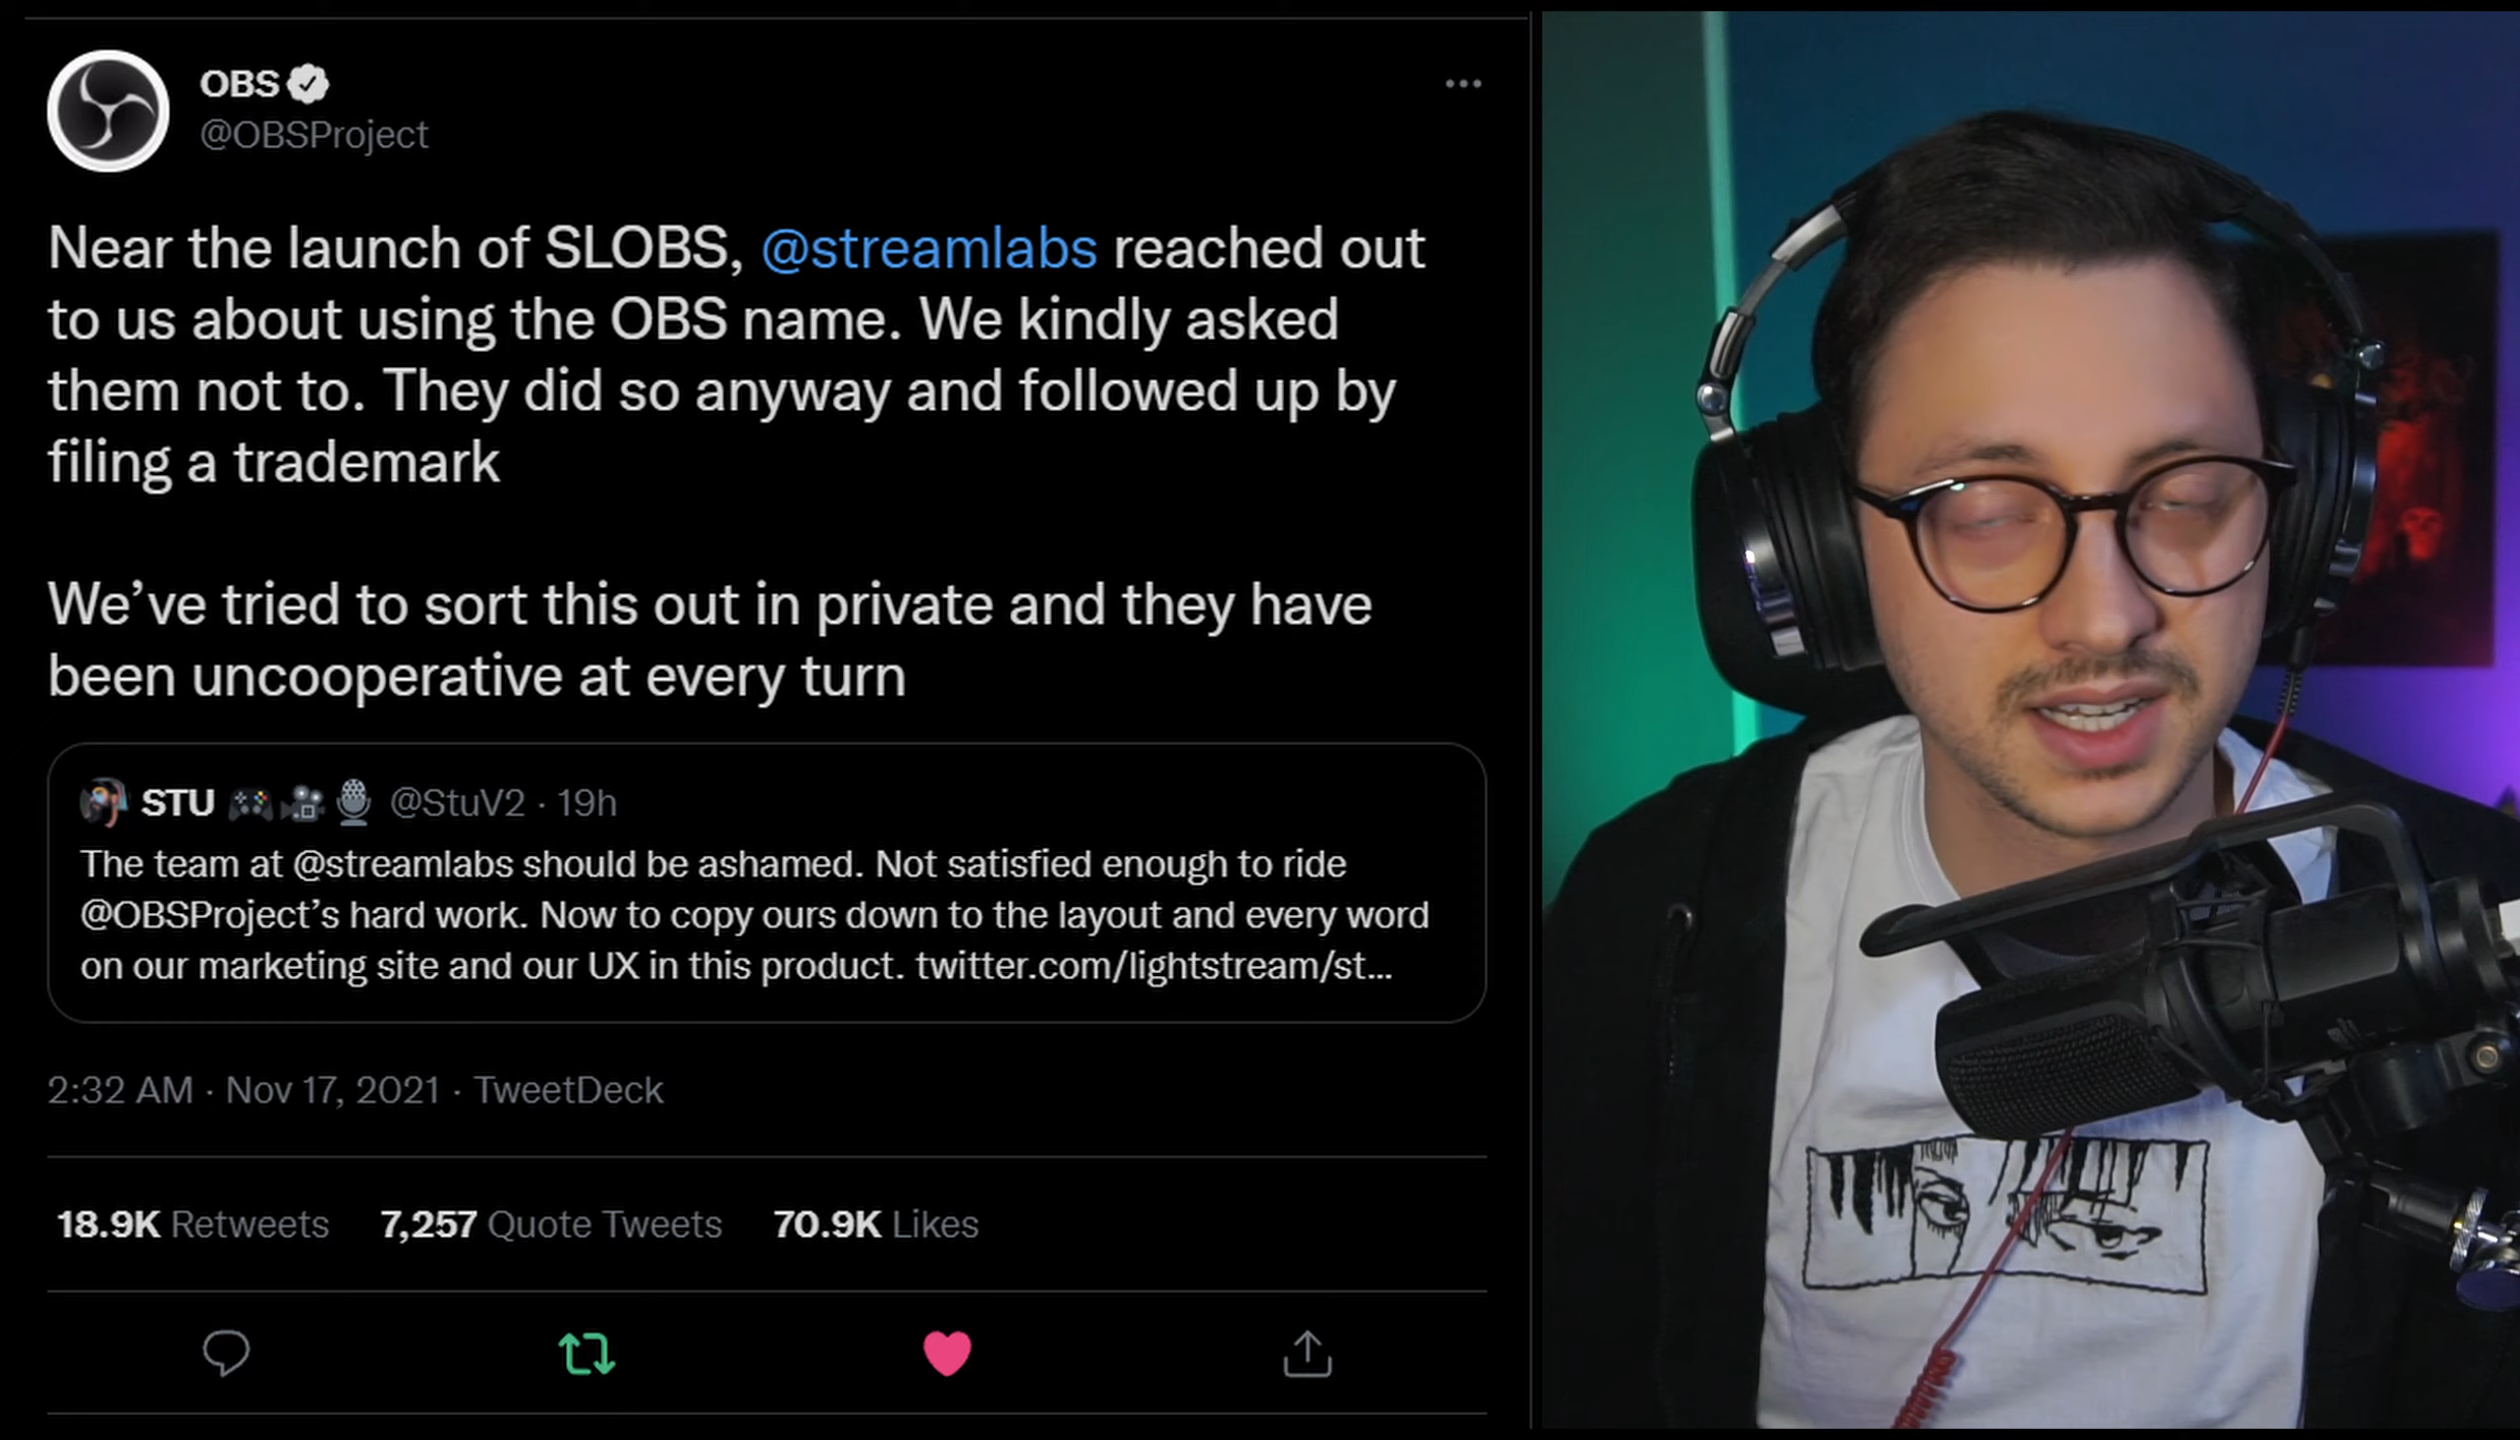 OBS
@OBSProject
Near the launch of SLOBS, @streamlabs reached out
to us about using the OBS name. We kindly asked
them not to. They did so anyway and followed up by
filing a trademark
We’ve tried to sort this out in private and they have
been uncooperative at every turn
STU @StuV2 · 19h
The team at @streamlabs should be ashamed. Not satisfied enough to ride
@OBSProject’s hard work. Now to copy ours down to the layout and every word
on our marketing site and our UX in this product. twitter.com/lightstream/st...
2:32 AM · Nov 17, 2021 · TweetDeck
18.9K Retweets 7,257 Quote Tweets 70.9K Likes